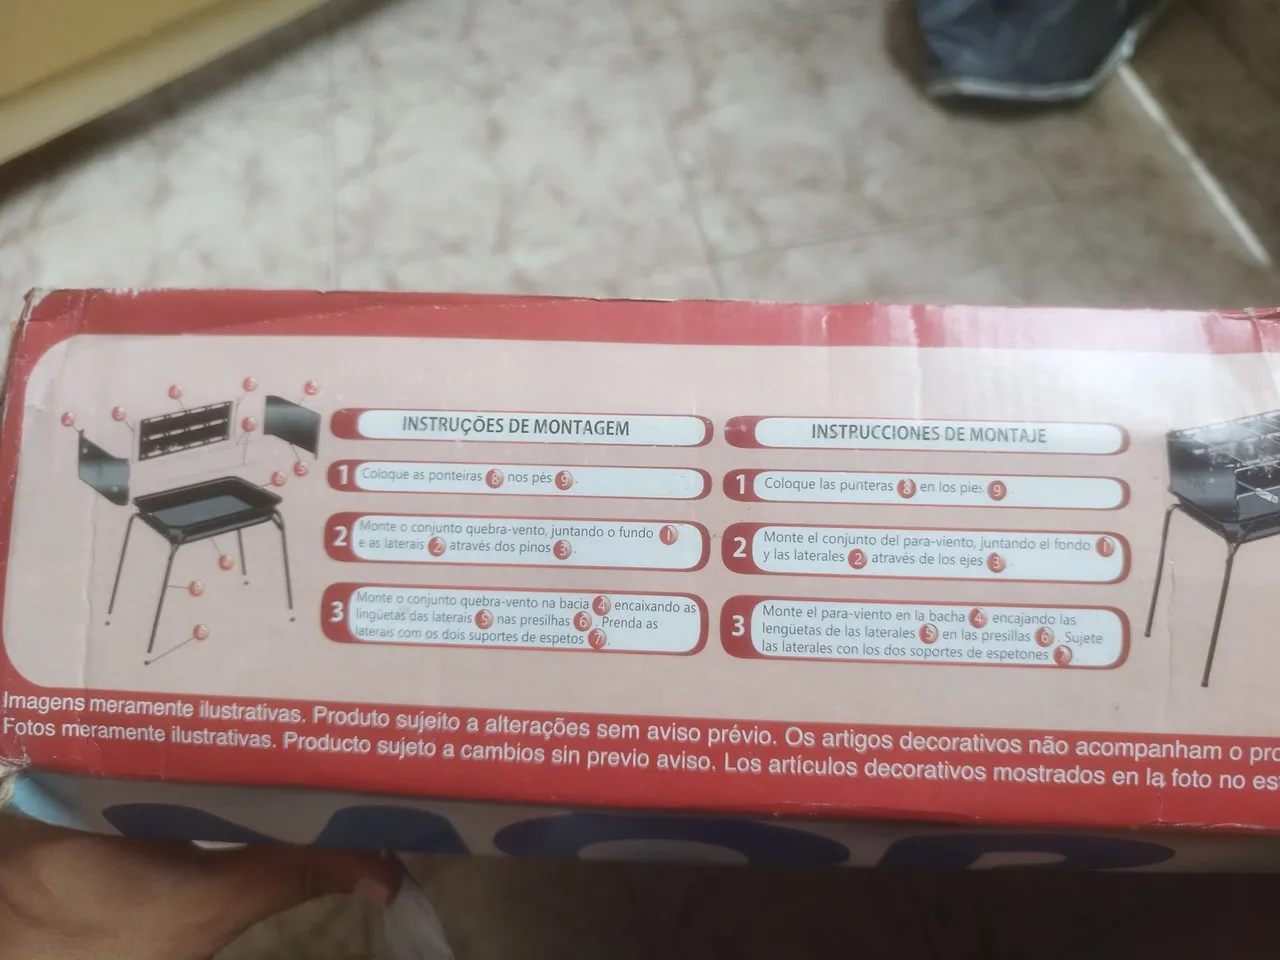 INSTRUÇÕES DE MONTAGEM
1 Coloque as ponteiras 8 nos pés 9.
2 Monte o conjunto quebra-vento, juntando o fundo 1
e as laterais 2 através dos pinos 3.
3 Monte o conjunto quebra-vento na bacia 4 encaixando as
lingüetas das laterais 5 nas presilhas 6. Prenda as
laterais com os dois suportes de espetos 7.
INSTRUCCIONES DE MONTAJE
1 Coloque las punteras 8 en los pies 9.
2 Monte el conjunto del para-viento, juntando el fondo 1
y las laterales 2 através de los ejes 3.
3 Monte el para-viento en la bacha 4 encajando las
lengüetas de las laterales 5 en las presillas 6. Sujete
las laterales con los dos soportes de espetones 7.
Imagens meramente ilustrativas. Produto sujeito a alterações sem aviso prévio. Os artigos decorativos não acompanham o
Fotos meramente ilustrativas. Producto sujeto a cambios sin previo aviso. Los artículos decorativos mostrados en la foto no